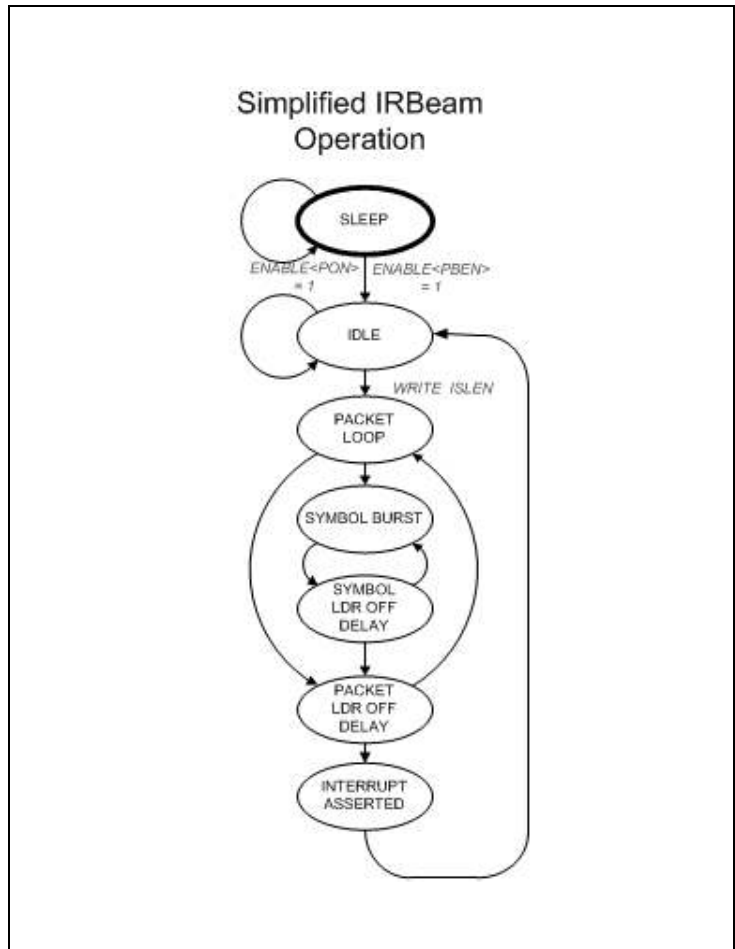 Simplified IRBeam
Operation
SLEEP
ENABLE<PON>
= 1
ENABLE<PBEN>
= 1
IDLE
WRITE ISLEN
PACKET
LOOP
SYMBOL BURST
SYMBOL
LDR OFF
DELAY
PACKET
LDR OFF
DELAY
INTERRUPT
ASSERTED